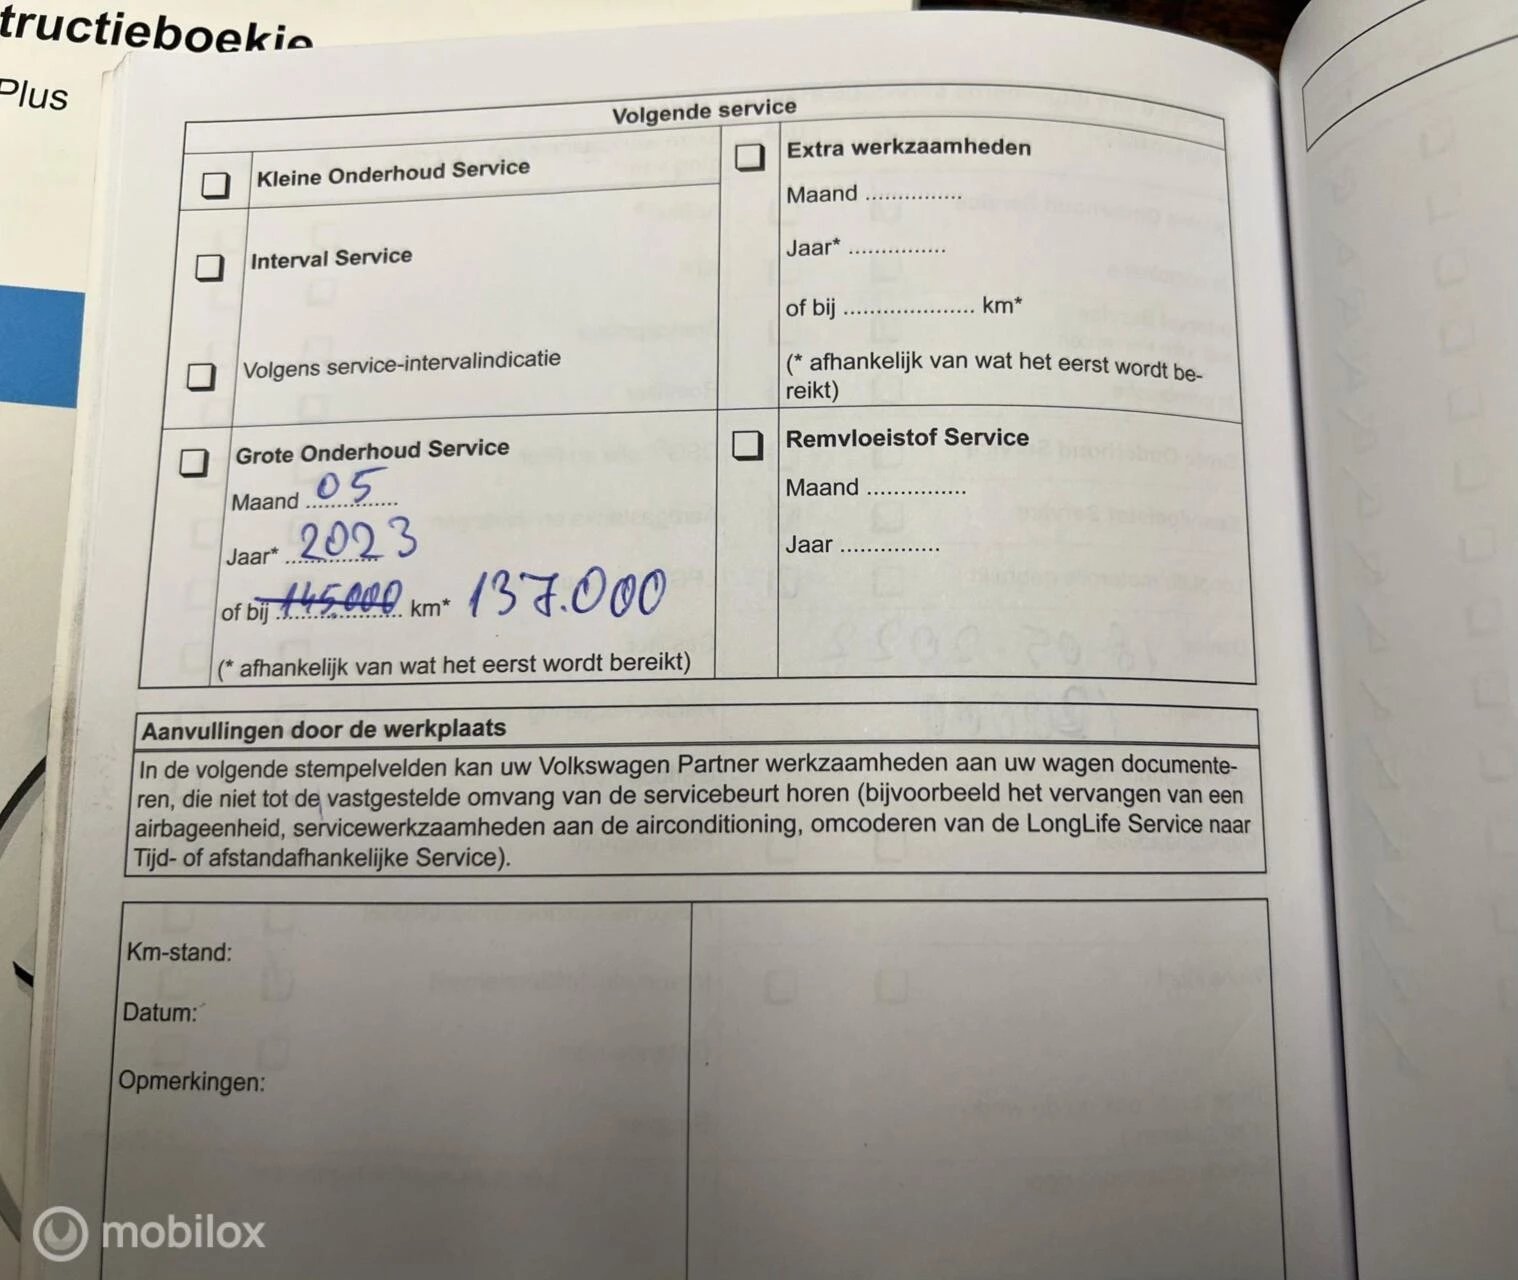 tructieboekje
Plus
Volgende service
Kleine Onderhoud Service
Interval Service
Volgens service-intervalindicatie
Extra werkzaamheden
Maand ...............
Jaar* ...............
of bij .................... km*
(* afhankelijk van wat het eerst wordt be-
reikt)
Grote Onderhoud Service
Maand 05
Jaar* 2023
of bij 145.000 km* 137.000
(* afhankelijk van wat het eerst wordt bereikt)
Remvloeistof Service
Maand ...............
Jaar ...............
Aanvullingen door de werkplaats
In de volgende stempelvelden kan uw Volkswagen Partner werkzaamheden aan uw wagen documente-
ren, die niet tot de vastgestelde omvang van de servicebeurt horen (bijvoorbeeld het vervangen van een
airbageenheid, servicewerkzaamheden aan de airconditioning, omcoderen van de LongLife Service naar
Tijd- of afstandafhankelijke Service).
Km-stand:
Datum:
Opmerkingen:
mobilox